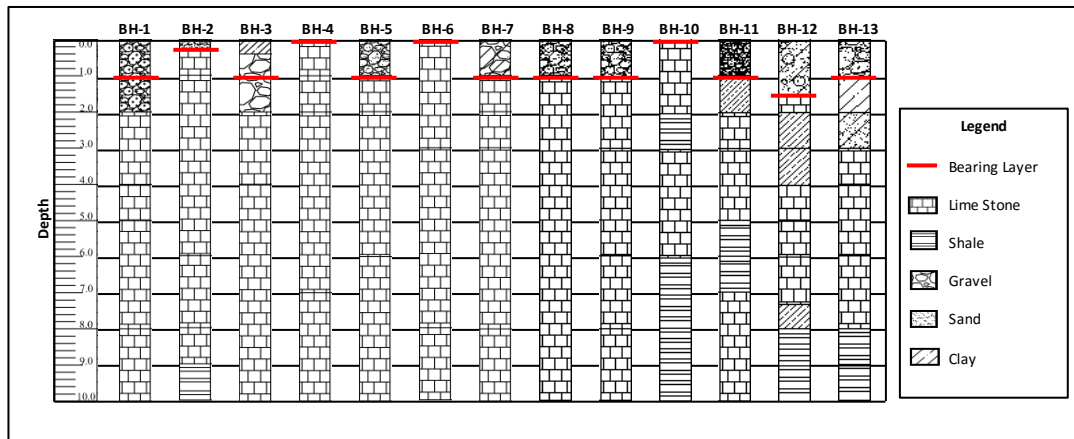 BH-1 BH-2 BH-3 BH-4 BH-5 BH-6 BH-7 BH-8 BH-9 BH-10 BH-11 BH-12 BH-13
Depth
0.0
1.0
2.0
3.0
4.0
5.0
6.0
7.0
8.0
9.0
10.0
Legend
Bearing Layer
Lime Stone
Shale
Gravel
Sand
Clay